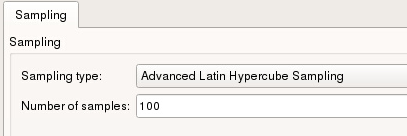 Sampling
Sampling
Sampling type: Advanced Latin Hypercube Sampling
Number of samples: 100